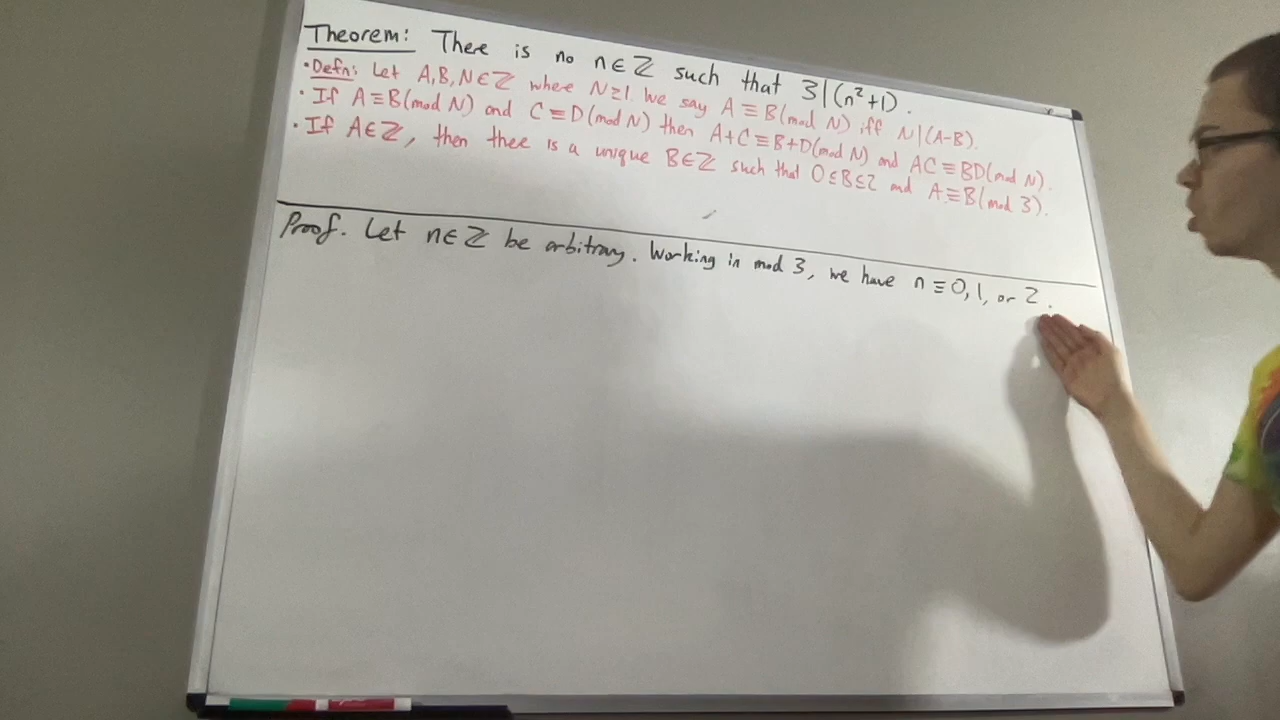 Theorem: There is no n∈ℤ such that 3|(n²+1).
• Defn: Let A,B,N∈ℤ where N≥1. We say A≡B(mod N) iff N|(A-B).
• If A≡B(mod N) and C≡D(mod N) then A+C≡B+D(mod N) and AC≡BD(mod N).
• If A∈ℤ, then thee is a unique B∈ℤ such that 0≤B≤2 and A≡B(mod 3).
Proof. Let n∈ℤ be arbitrary. Working in mod 3, we have n≡0,1, or 2.